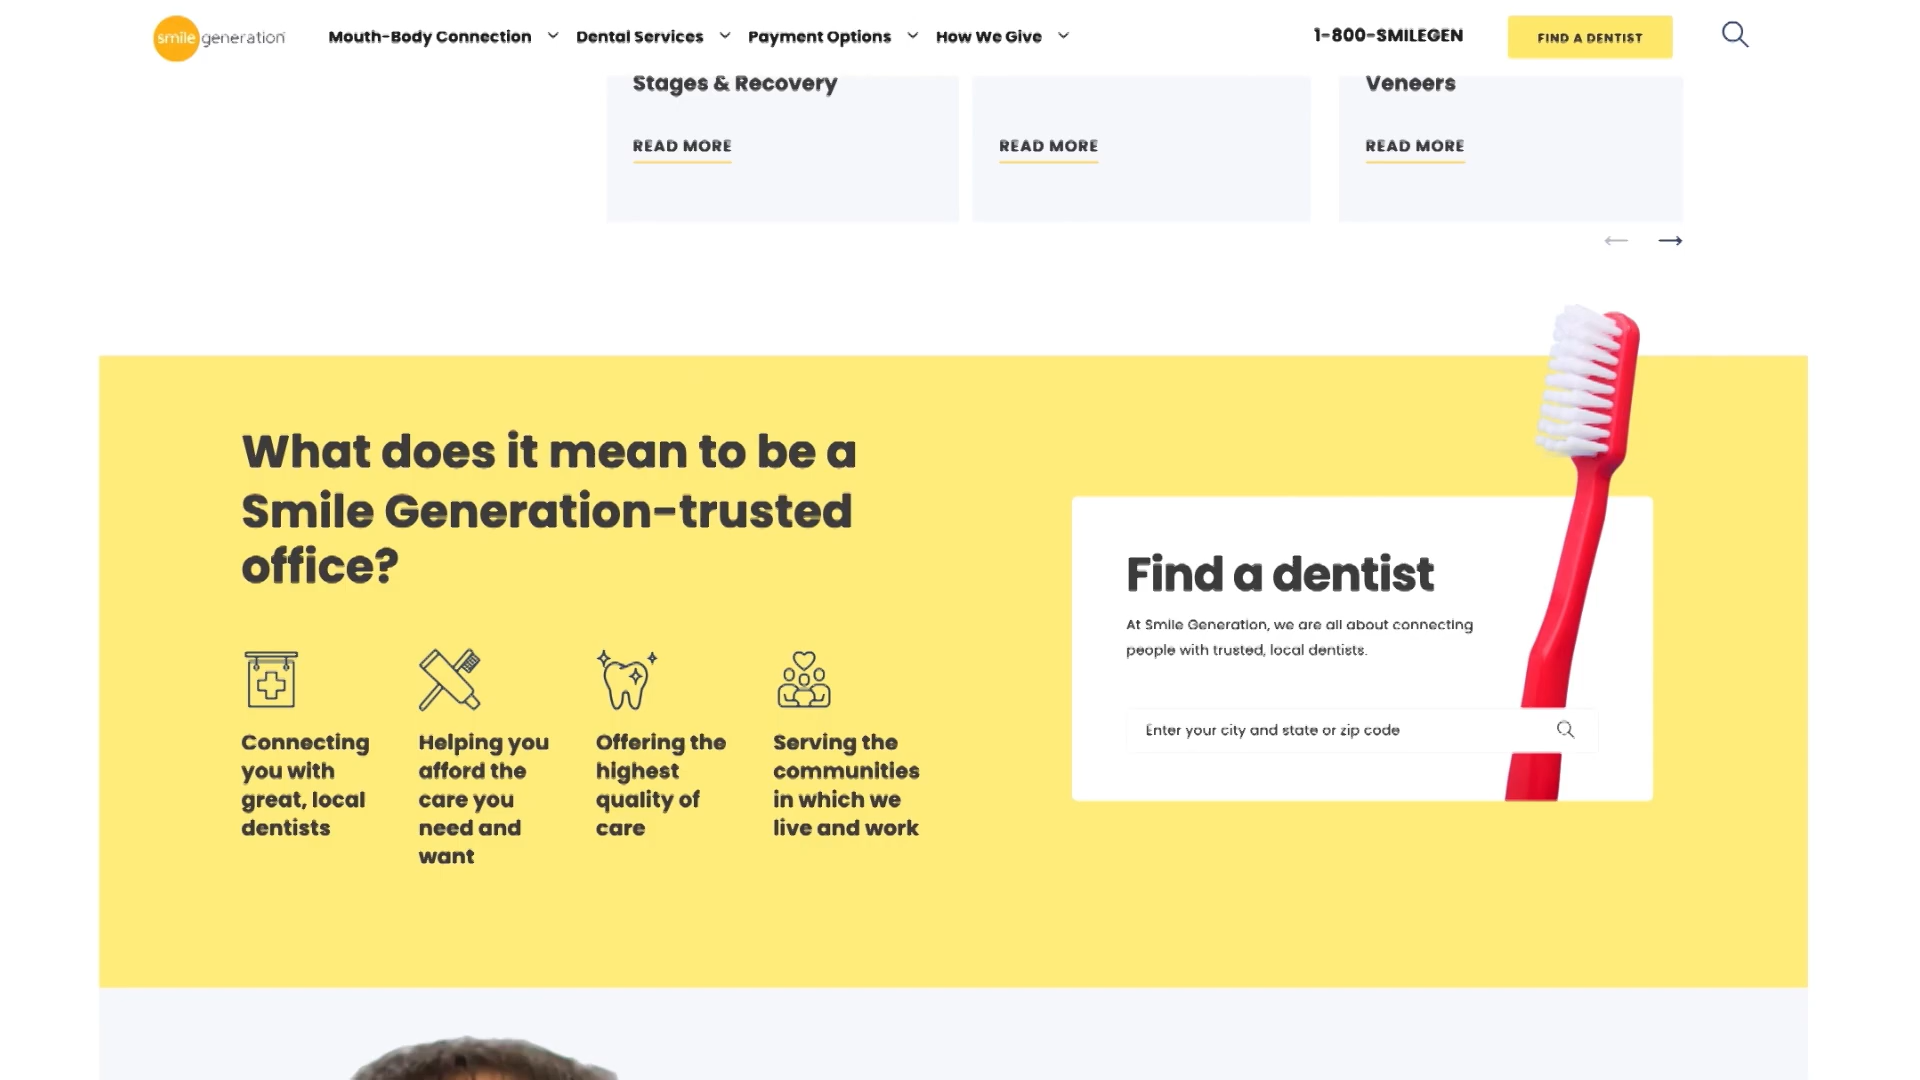 smile generation Mouth-Body Connection Dental Services Payment Options How We Give 1-800-SMILEGEN FIND A DENTIST
Stages & Recovery
Veneers
READ MORE READ MORE READ MORE
What does it mean to be a
Smile Generation-trusted
office?
Connecting
you with
great, local
dentists
Helping you
afford the
care you
need and
want
Offering the
highest
quality of
care
Serving the
communities
in which we
live and work
Find a dentist
At Smile Generation, we are all about connecting
people with trusted, local dentists.
Enter your city and state or zip code